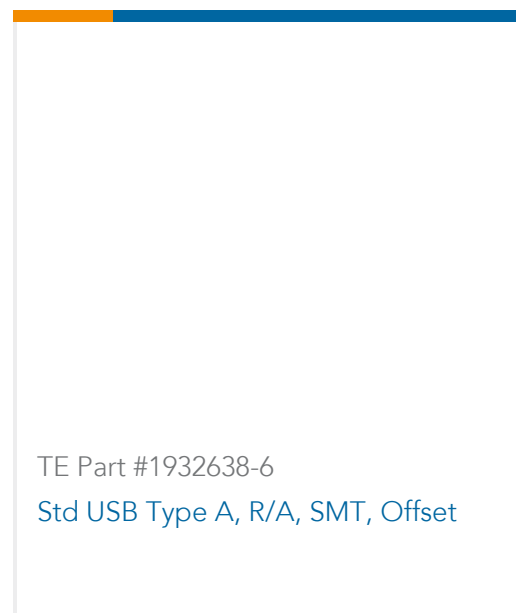 TE Part #1932638-6
Std USB Type A, R/A, SMT, Offset